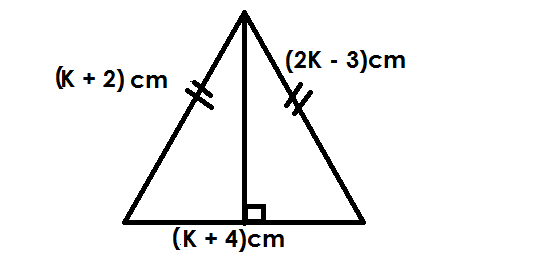 (K + 2) cm
(2K - 3)cm
(K + 4)cm